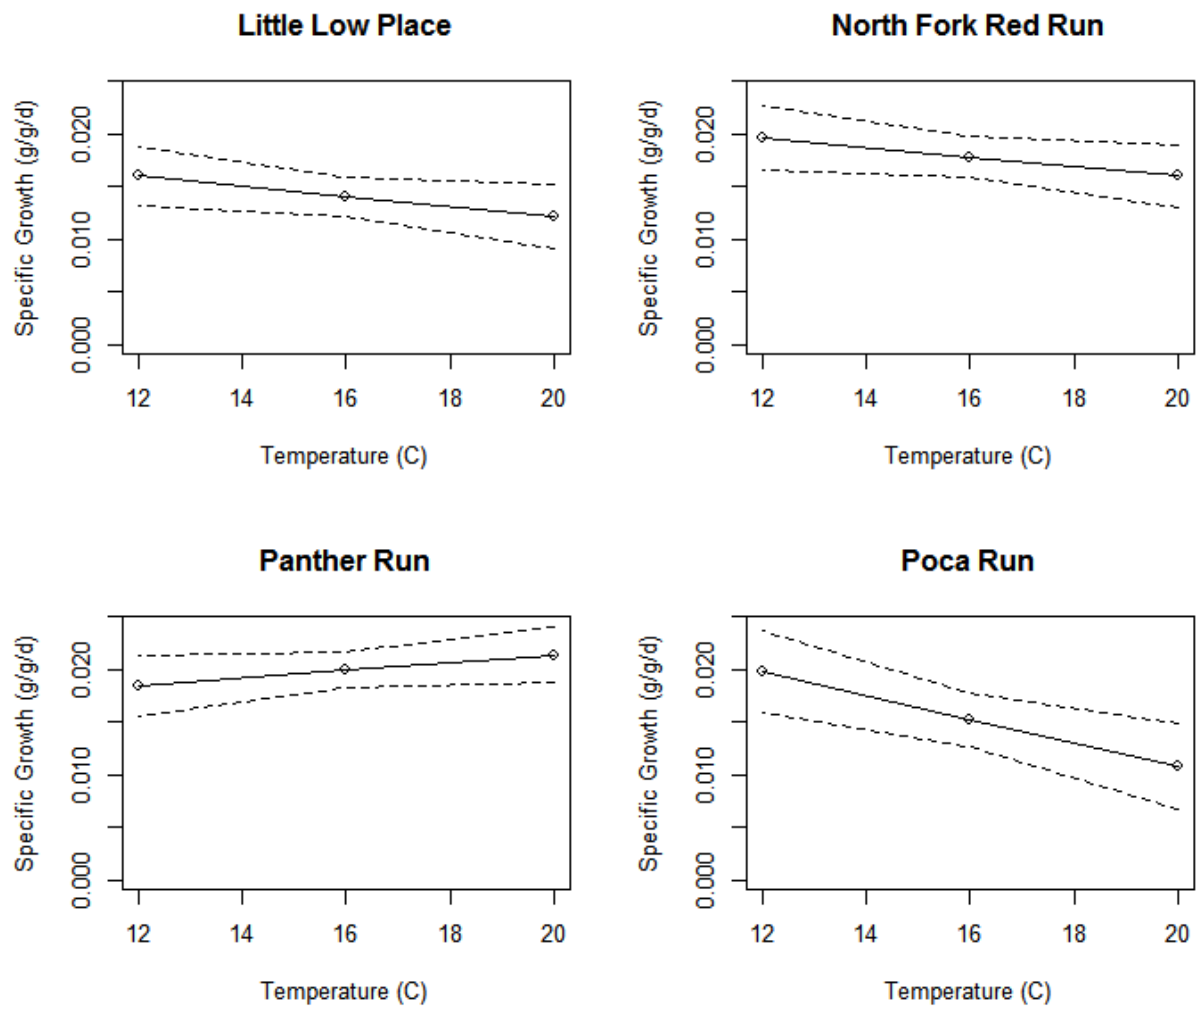 Little Low Place
Specific Growth (g/g/d)
0.020
0.010
0.000
12 14 16 18 20
Temperature (C)
North Fork Red Run
Specific Growth (g/g/d)
0.020
0.010
0.000
12 14 16 18 20
Temperature (C)
Panther Run
Specific Growth (g/g/d)
0.020
0.010
0.000
12 14 16 18 20
Temperature (C)
Poca Run
Specific Growth (g/g/d)
0.020
0.010
0.000
12 14 16 18 20
Temperature (C)